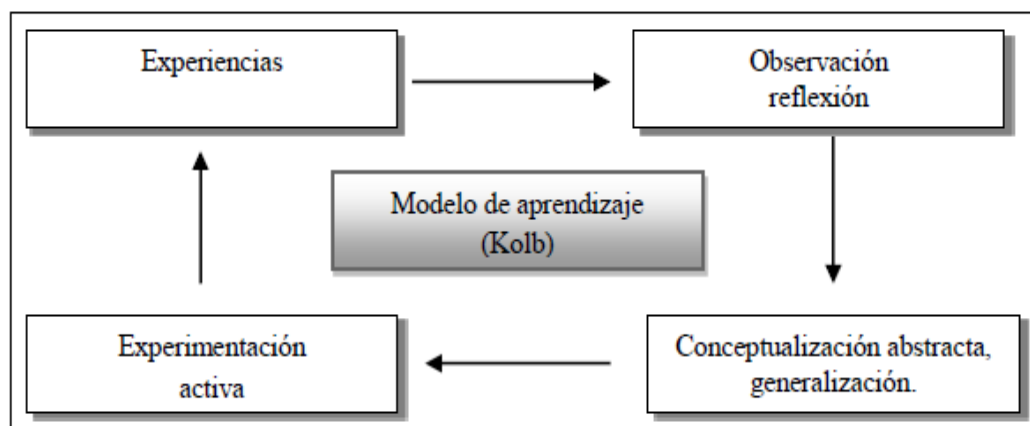 Experiencias
Observación
reflexión
Modelo de aprendizaje
(Kolb)
Experimentación
activa
Conceptualización abstracta,
generalización.